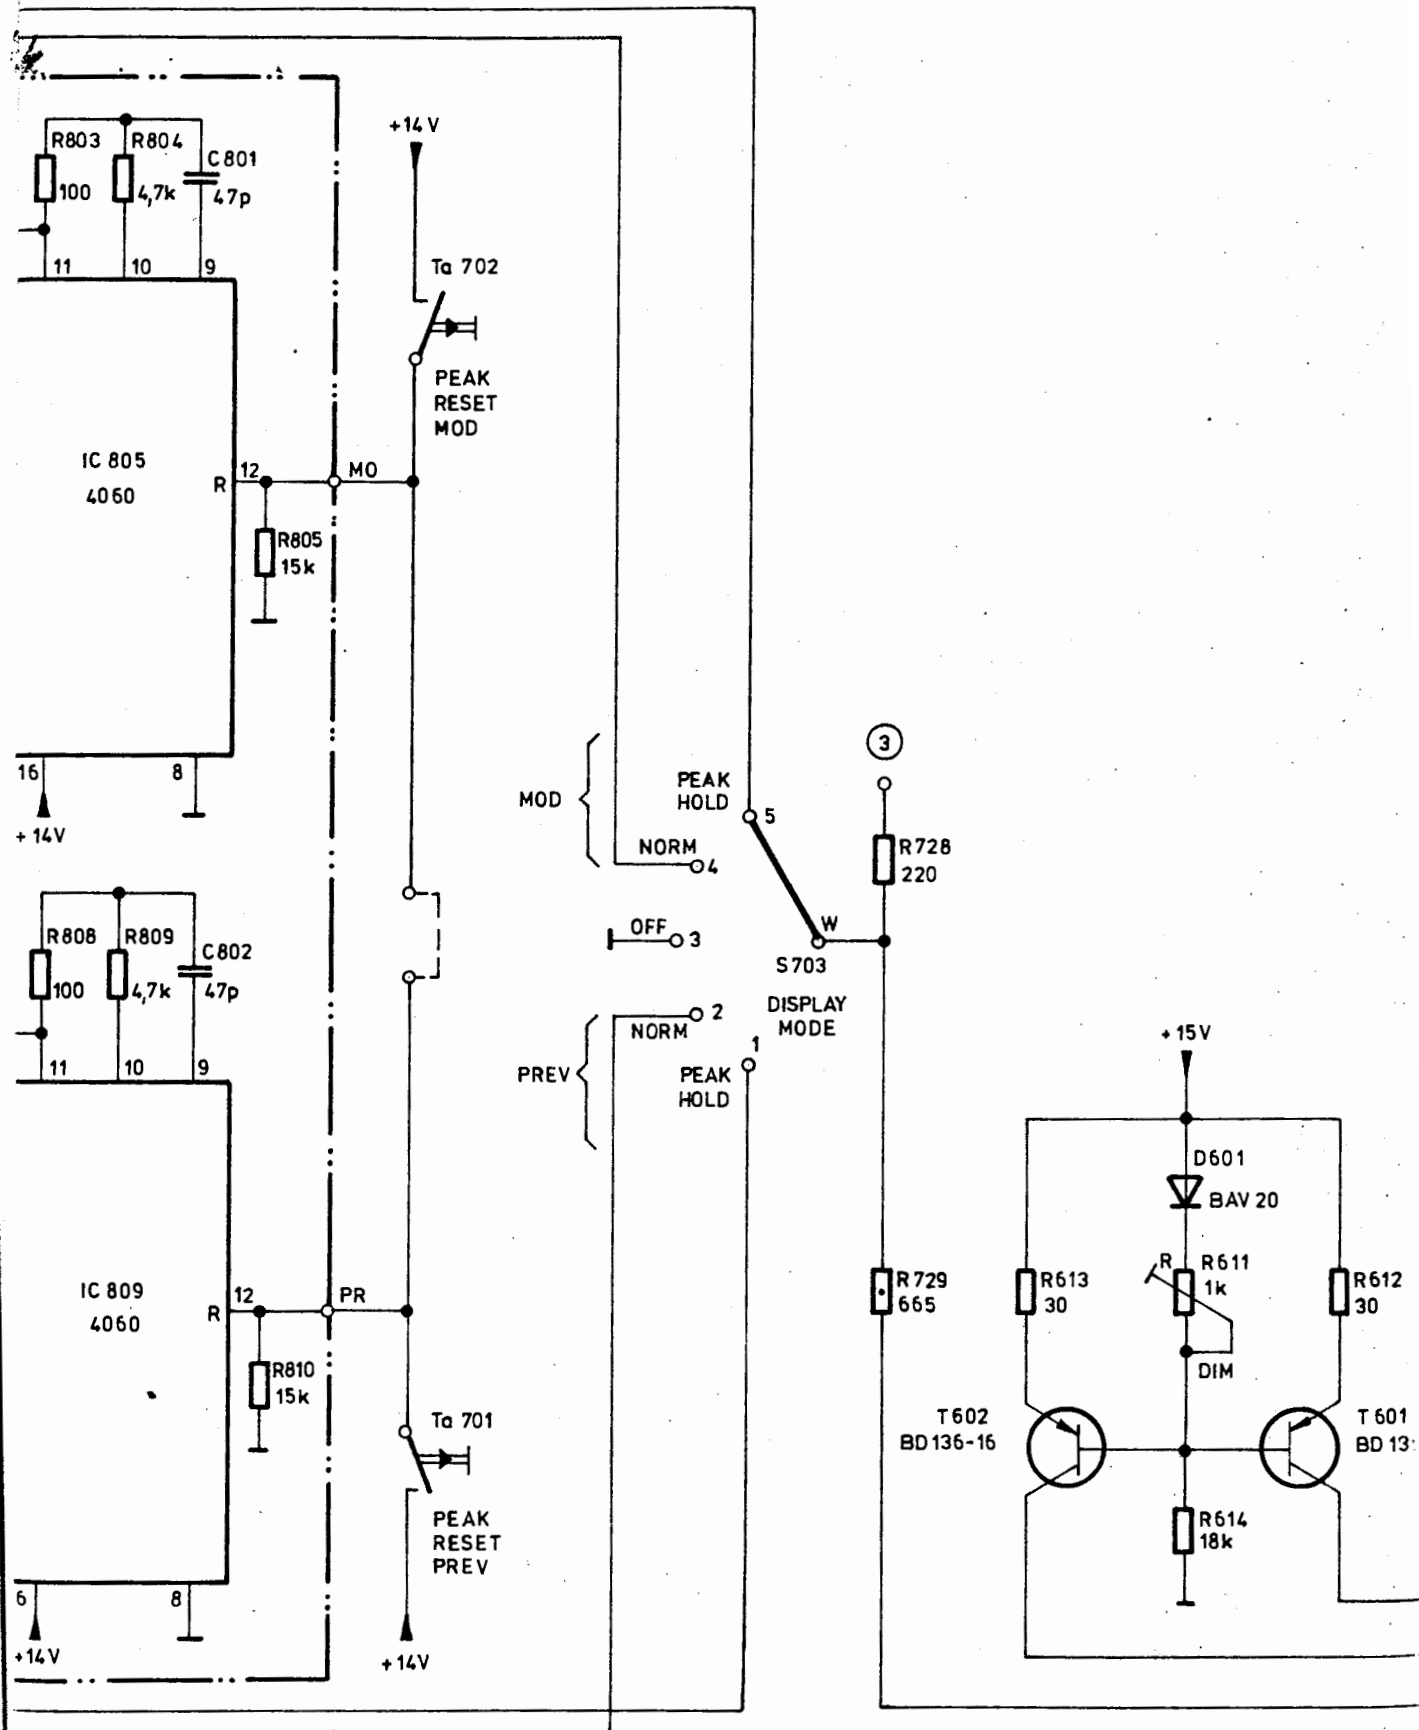 R803
R804
C801
100
4,7k
47p
11
10
9
+14V
Ta 702
PEAK
RESET
MOD
IC 805
4060
R
12
MO
R805
15k
16
8
+14V
MOD
PEAK
HOLD
5
NORM
4
OFF
3
W
S703
DISPLAY
MODE
2
NORM
PREV
1
PEAK
HOLD
3
R728
220
R808
R809
C802
100
4,7k
47p
11
10
9
IC 809
4060
R
12
PR
R810
15k
Ta 701
PEAK
RESET
PREV
6
8
+14V
+14V
R729
665
+15V
D601
BAV 20
R
R611
1k
R613
30
R612
30
DIM
T602
BD 136-16
T601
BD 13
R614
18k